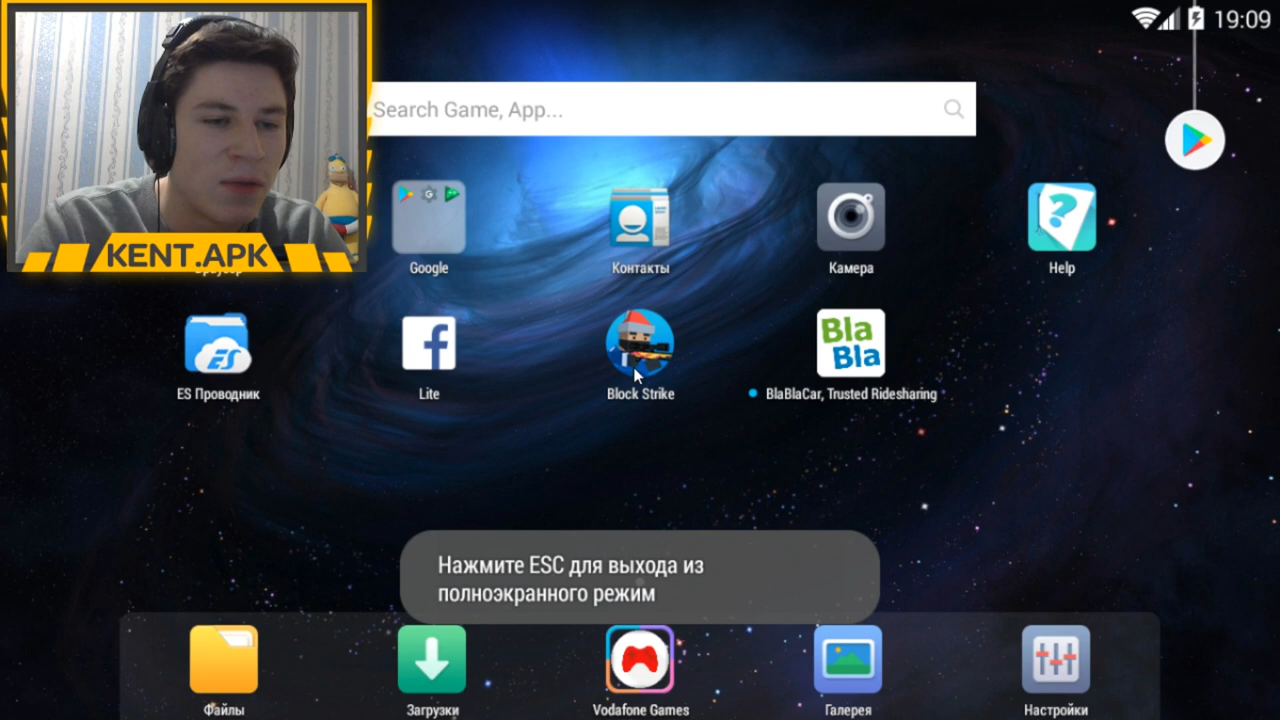 19:09
Search Game, App...
KENT.APK
Google
Контакты
Камера
Help
ES
ES Проводник
f
Lite
Block Strike
Bla
Bla
BlaBlaCar, Trusted Ridesharing
Нажмите ESC для выхода из
полноэкранного режим
Файлы
Загрузки
Vodafone Games
Галерея
Настройки